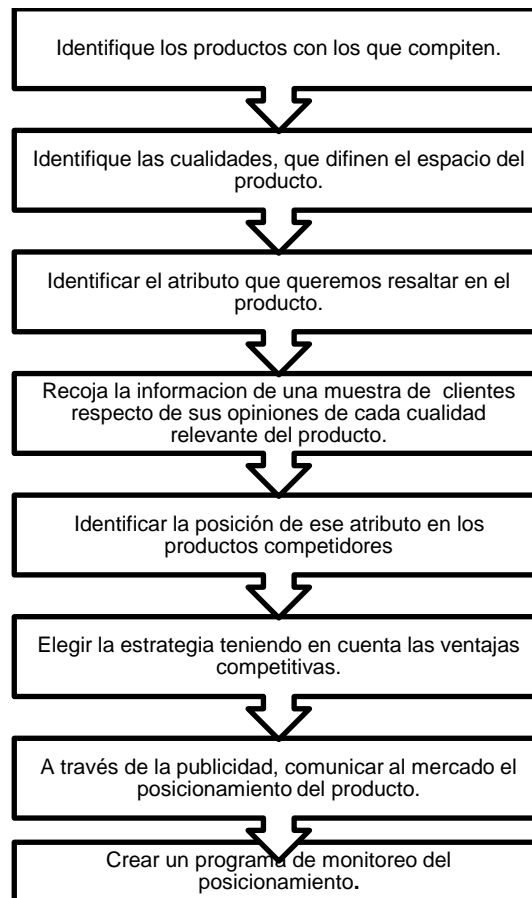 Identifique los productos con los que compiten.
Identifique las cualidades, que difinen el espacio del
producto.
Identificar el atributo que queremos resaltar en el
producto.
Recoja la informacion de una muestra de clientes
respecto de sus opiniones de cada cualidad
relevante del producto.
Identificar la posición de ese atributo en los
productos competidores
Elegir la estrategia teniendo en cuenta las ventajas
competitivas.
A través de la publicidad, comunicar al mercado el
posicionamiento del producto.
Crear un programa de monitoreo del
posicionamiento.